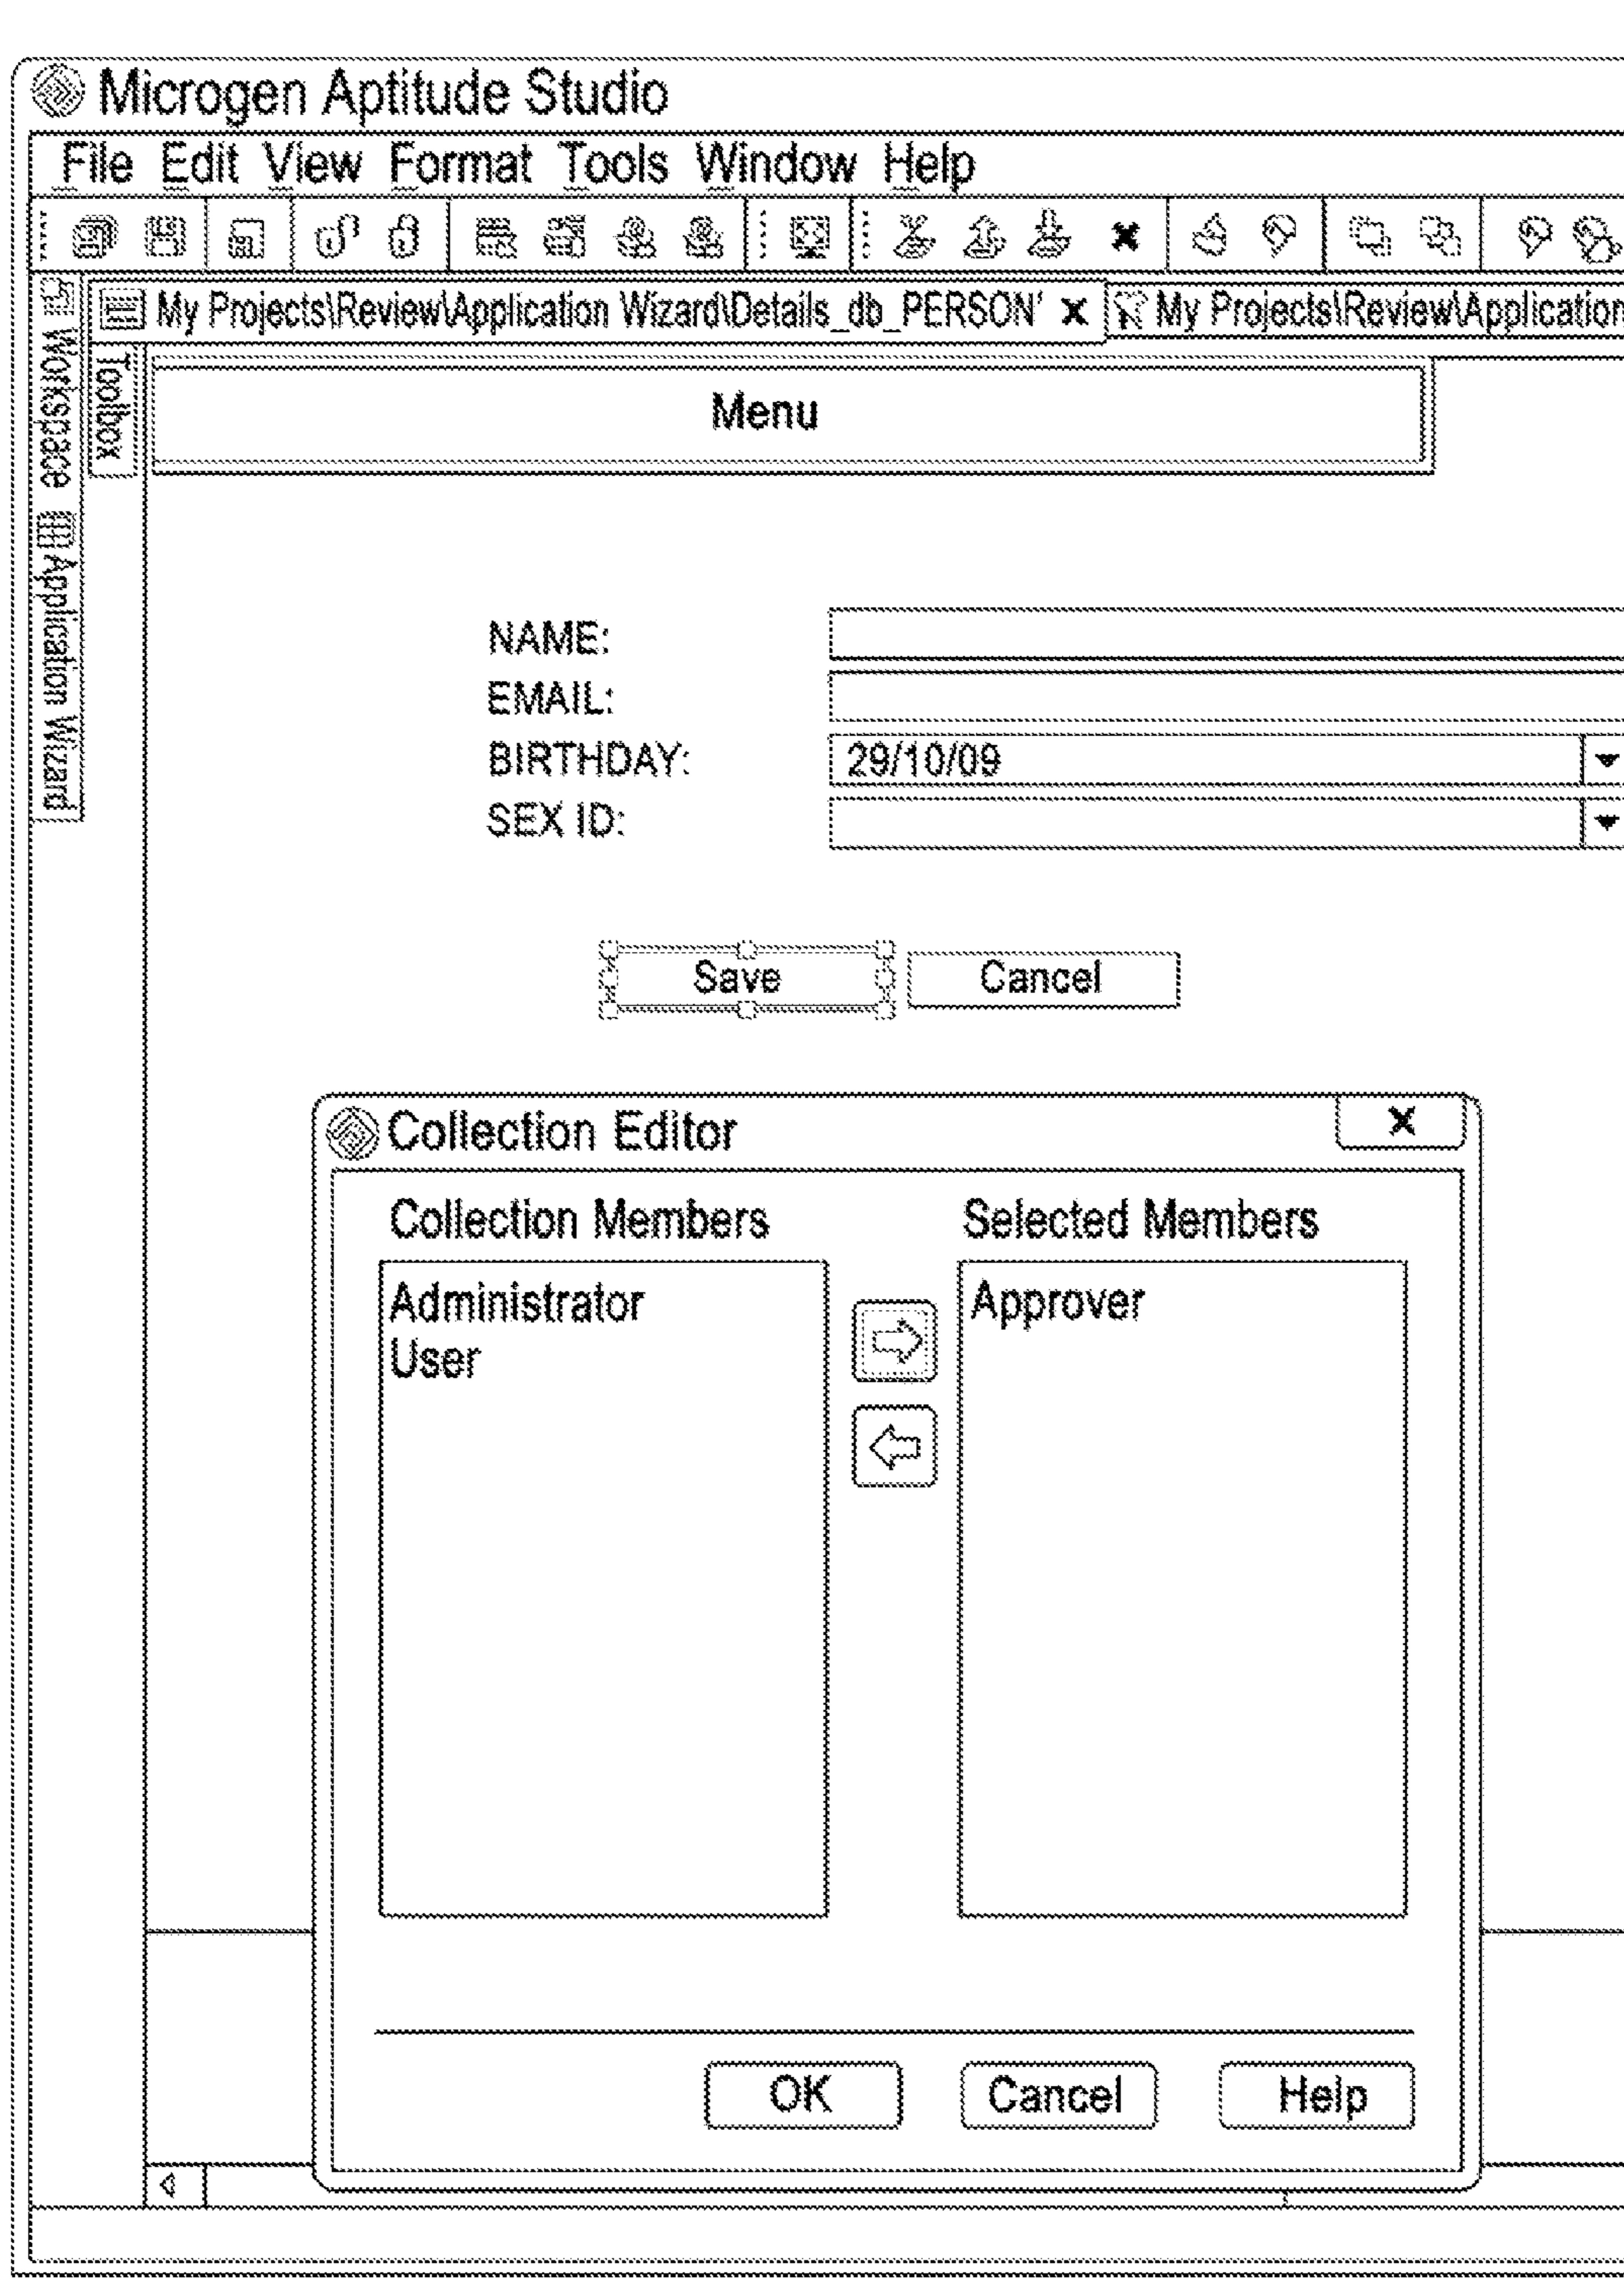 Microgen Aptitude Studio
File Edit View Format Tools Window Help
My Projects\Review\Application Wizard\Details_db_PERSON' × My Projects\Review\Application
Workspace Application Wizard
Toolbox
Menu
NAME:
EMAIL:
BIRTHDAY: 29/10/09
SEX ID:
Save Cancel
Collection Editor ×
Collection Members Selected Members
Administrator Approver
User
OK Cancel Help